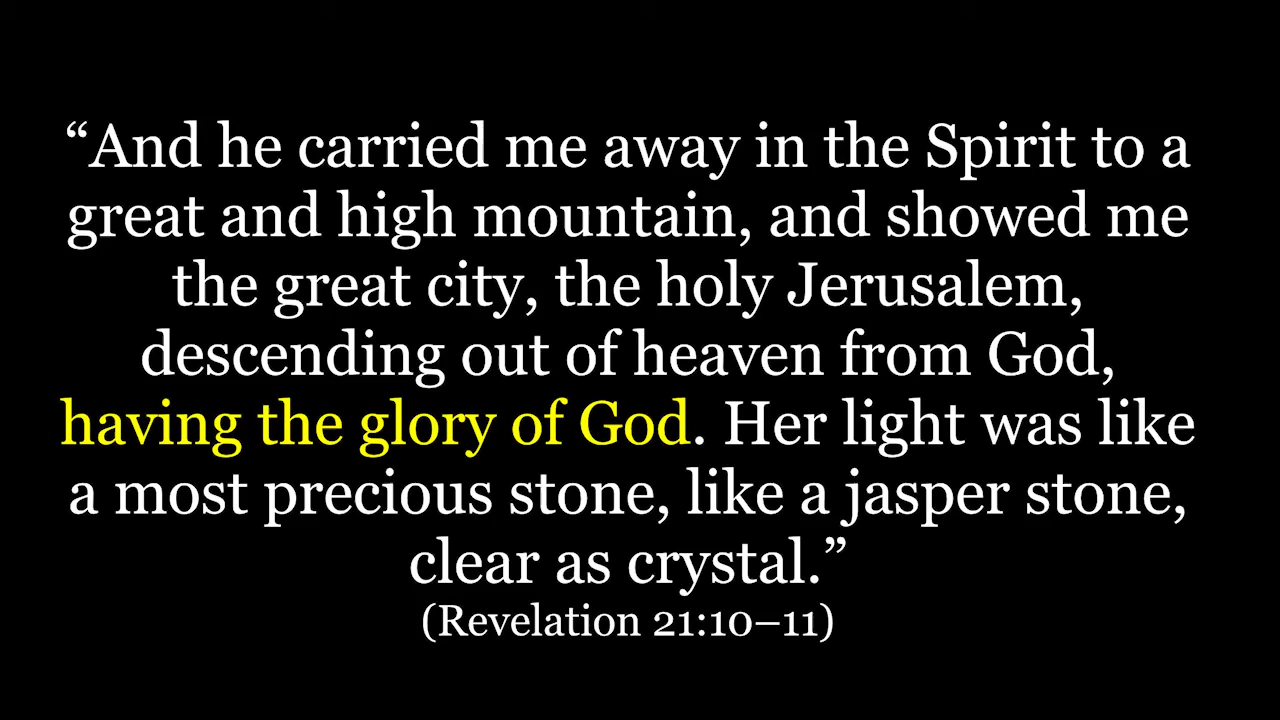 “And he carried me away in the Spirit to a
great and high mountain, and showed me
the great city, the holy Jerusalem,
descending out of heaven from God,
having the glory of God. Her light was like
a most precious stone, like a jasper stone,
clear as crystal.”
(Revelation 21:10–11)